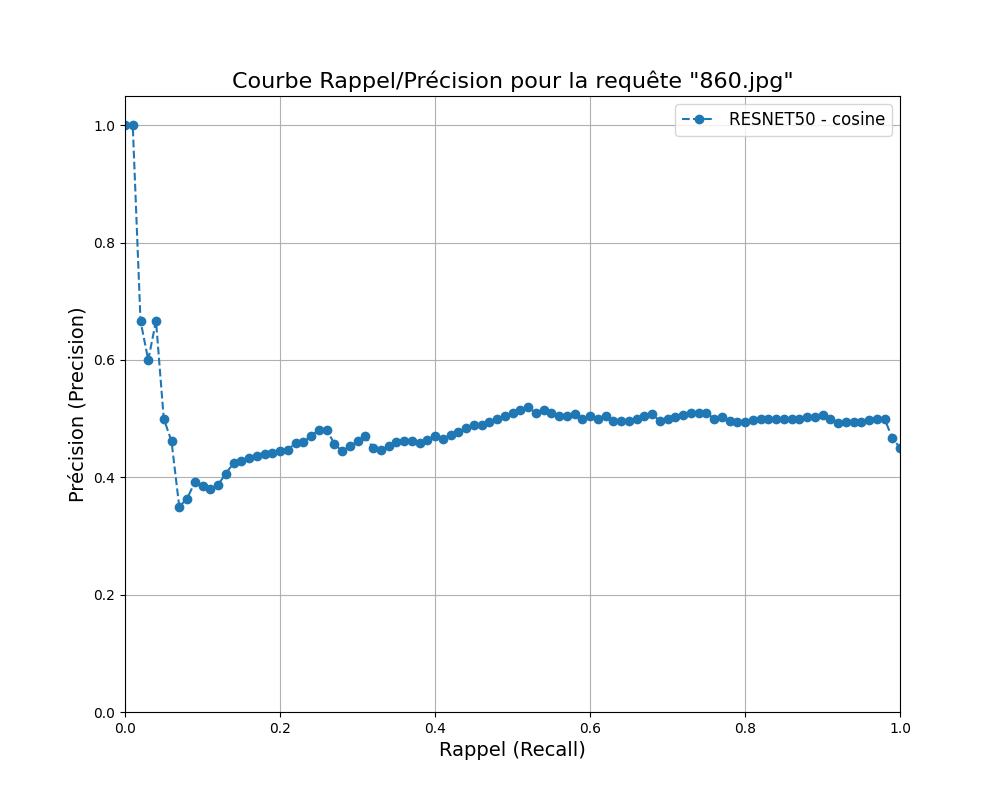 Courbe Rappel/Précision pour la requête "860.jpg"
RESNET50 - cosine
1.0
0.8
0.6
0.4
0.2
0.0
Précision (Precision)
0.0 0.2 0.4 0.6 0.8 1.0
Rappel (Recall)